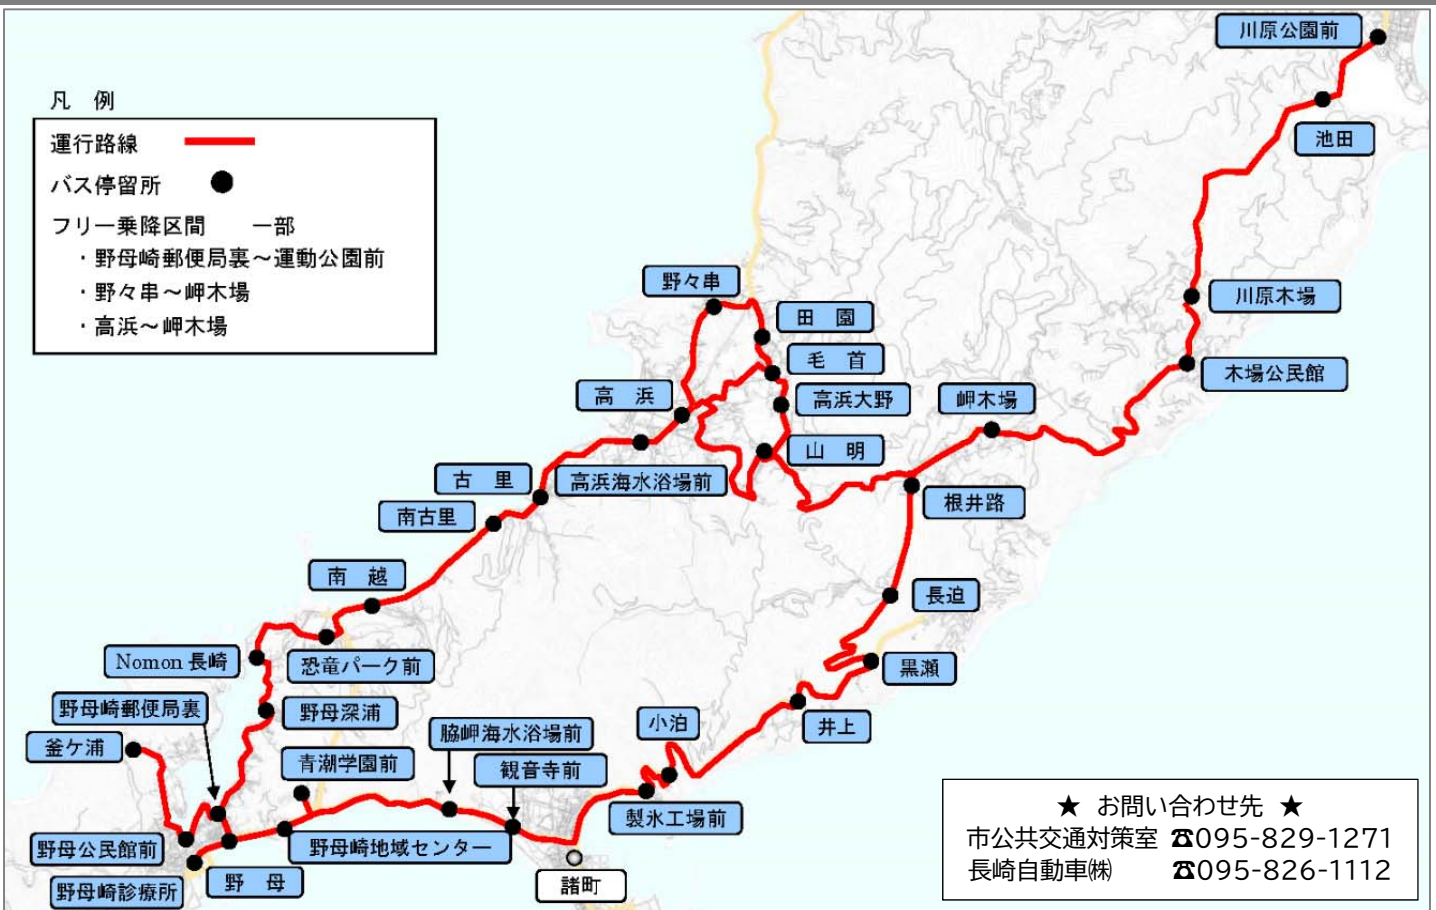 川原公園前
池田
凡 例
運行路線
バス停留所
フリー乗降区間 一部
・野母崎郵便局裏～運動公園前
・野々串～岬木場
・高浜～岬木場
野々串
田 園
川原木場
毛 首
木場公民館
高 浜
高浜大野
岬木場
山 明
古 里
高浜海水浴場前
根井路
南古里
南 越
長迫
Nomon 長崎
恐竜パーク前
黒瀬
野母崎郵便局裏
野母深浦
小泊
井上
脇岬海水浴場前
釜ケ浦
青潮学園前
観音寺前
製氷工場前
野母公民館前
野母崎地域センター
野母崎診療所
野 母
諸町
★ お問い合わせ先 ★
市公共交通対策室 ☎095-829-1271
長崎自動車㈱ ☎095-826-1112